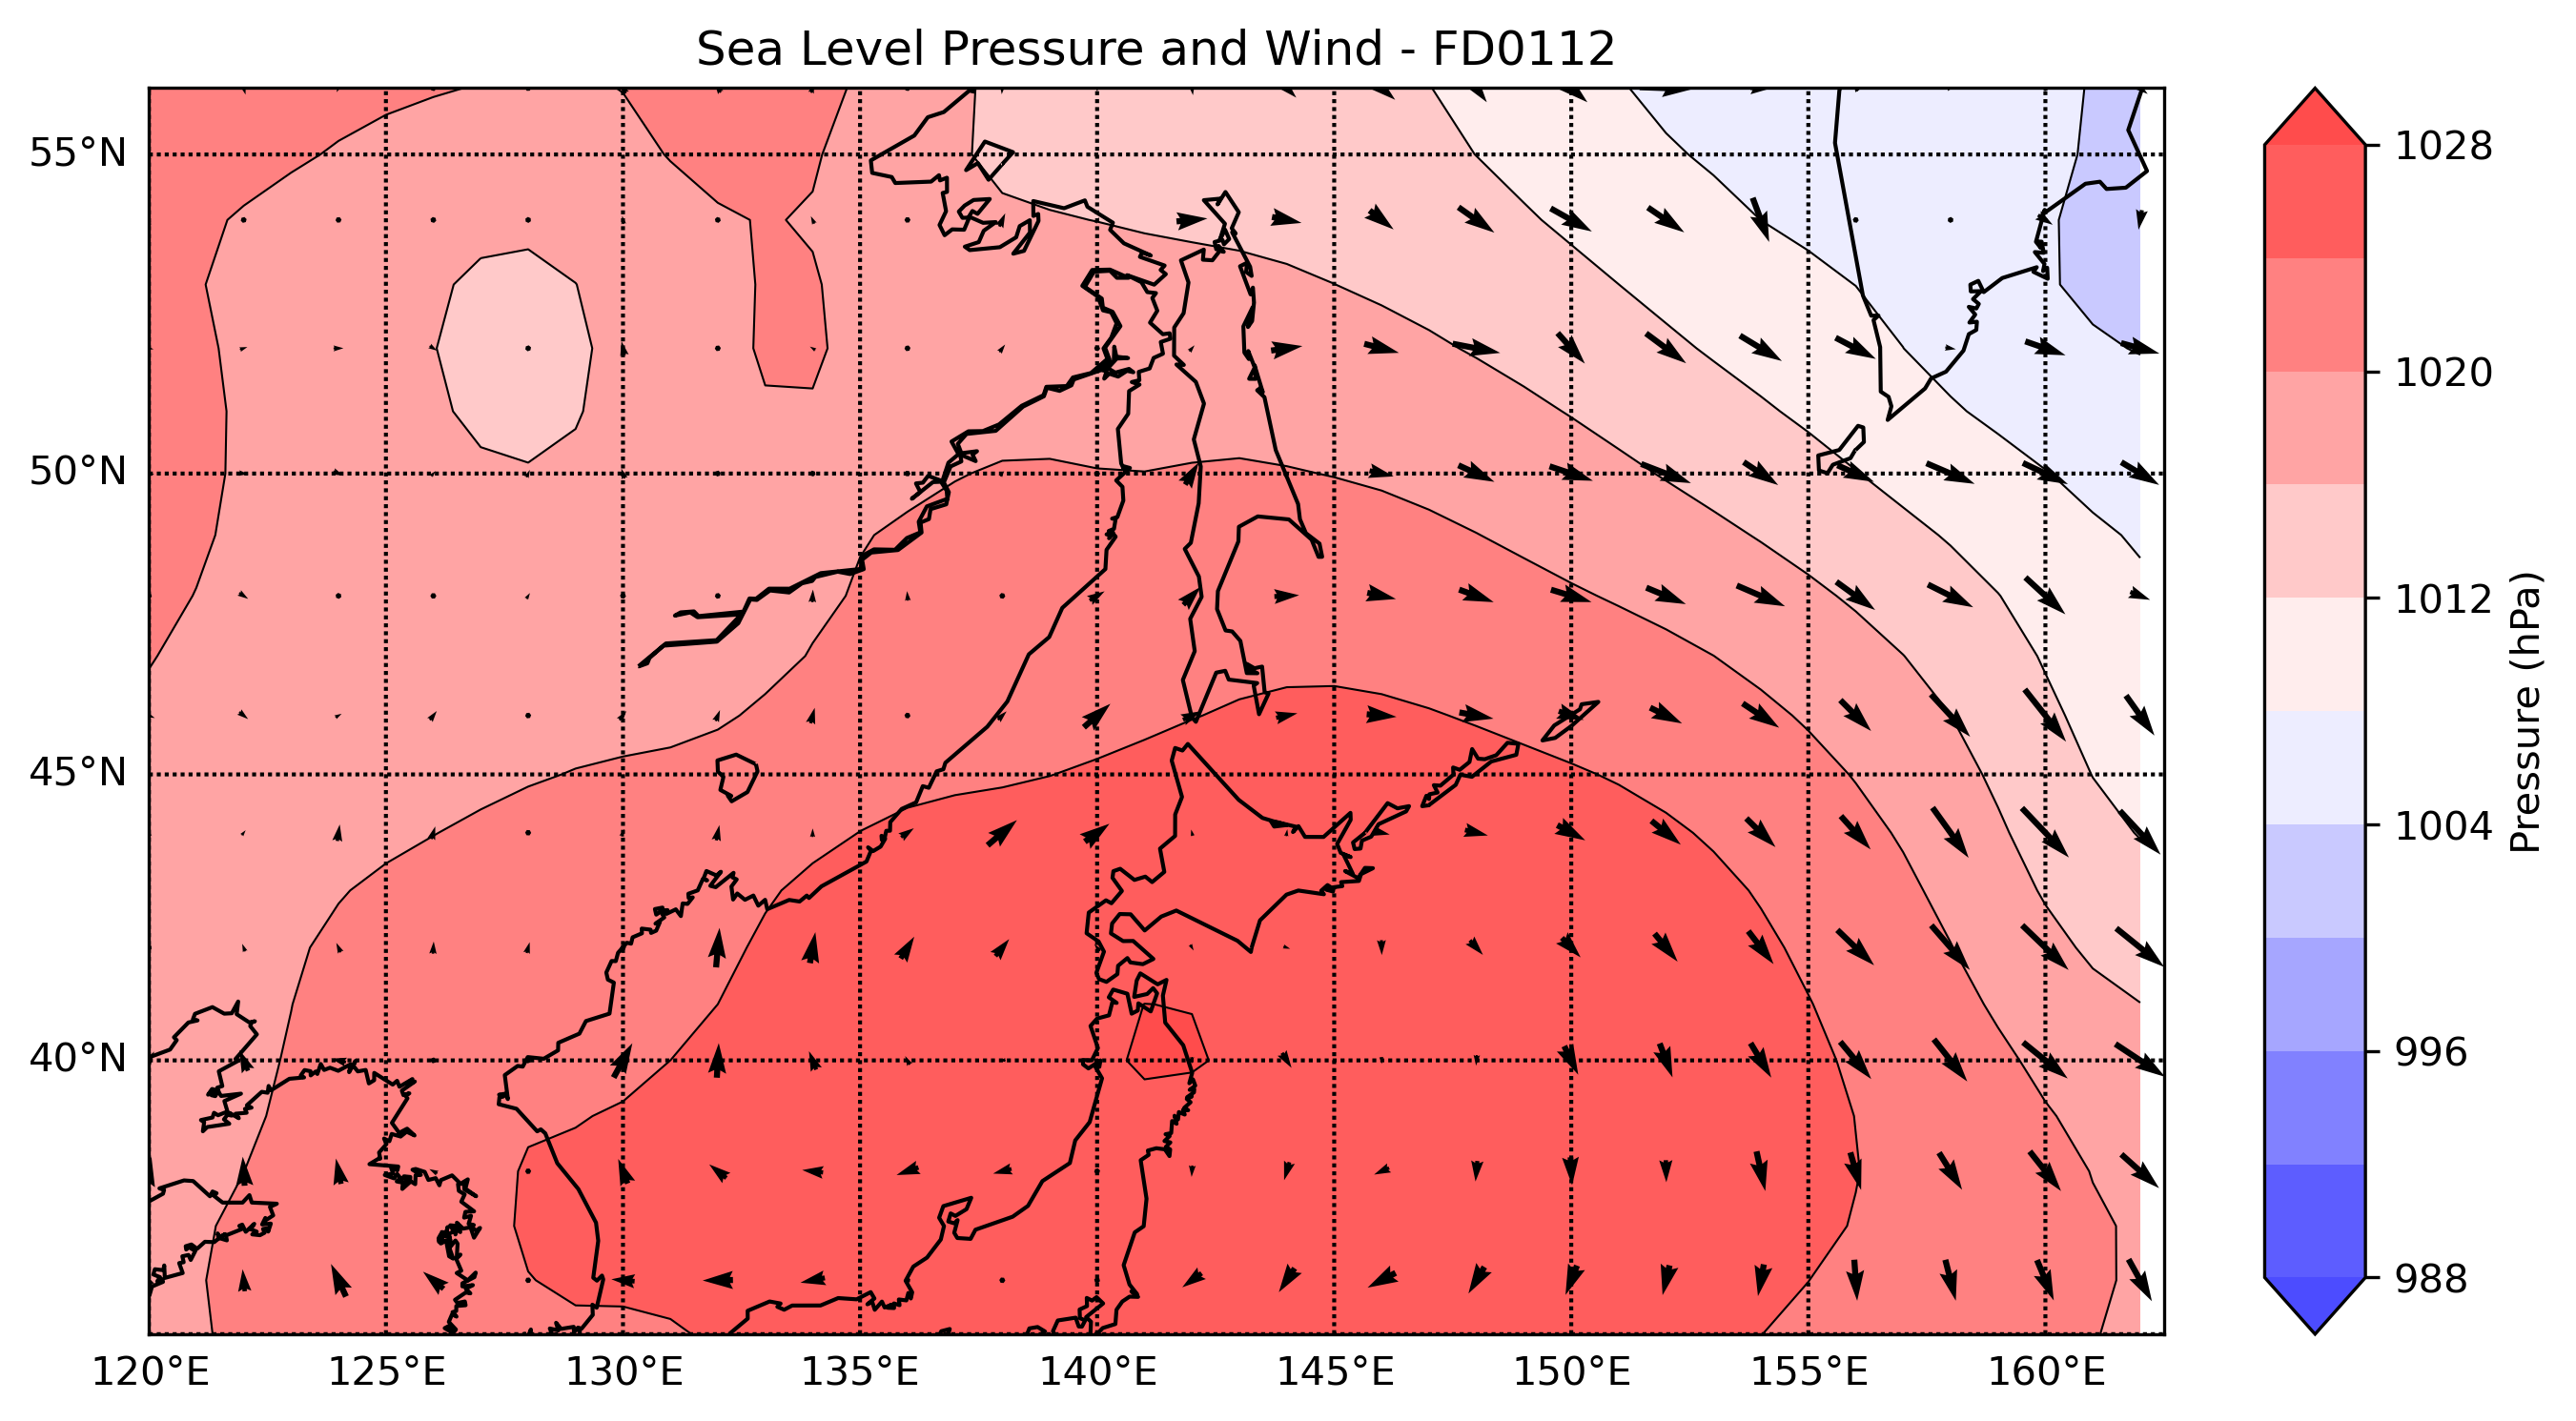 Sea Level Pressure and Wind - FD0112
55°N
50°N
45°N
40°N
120°E
125°E
130°E
135°E
140°E
145°E
150°E
155°E
160°E
1028
1020
1012
1004
996
988
Pressure (hPa)